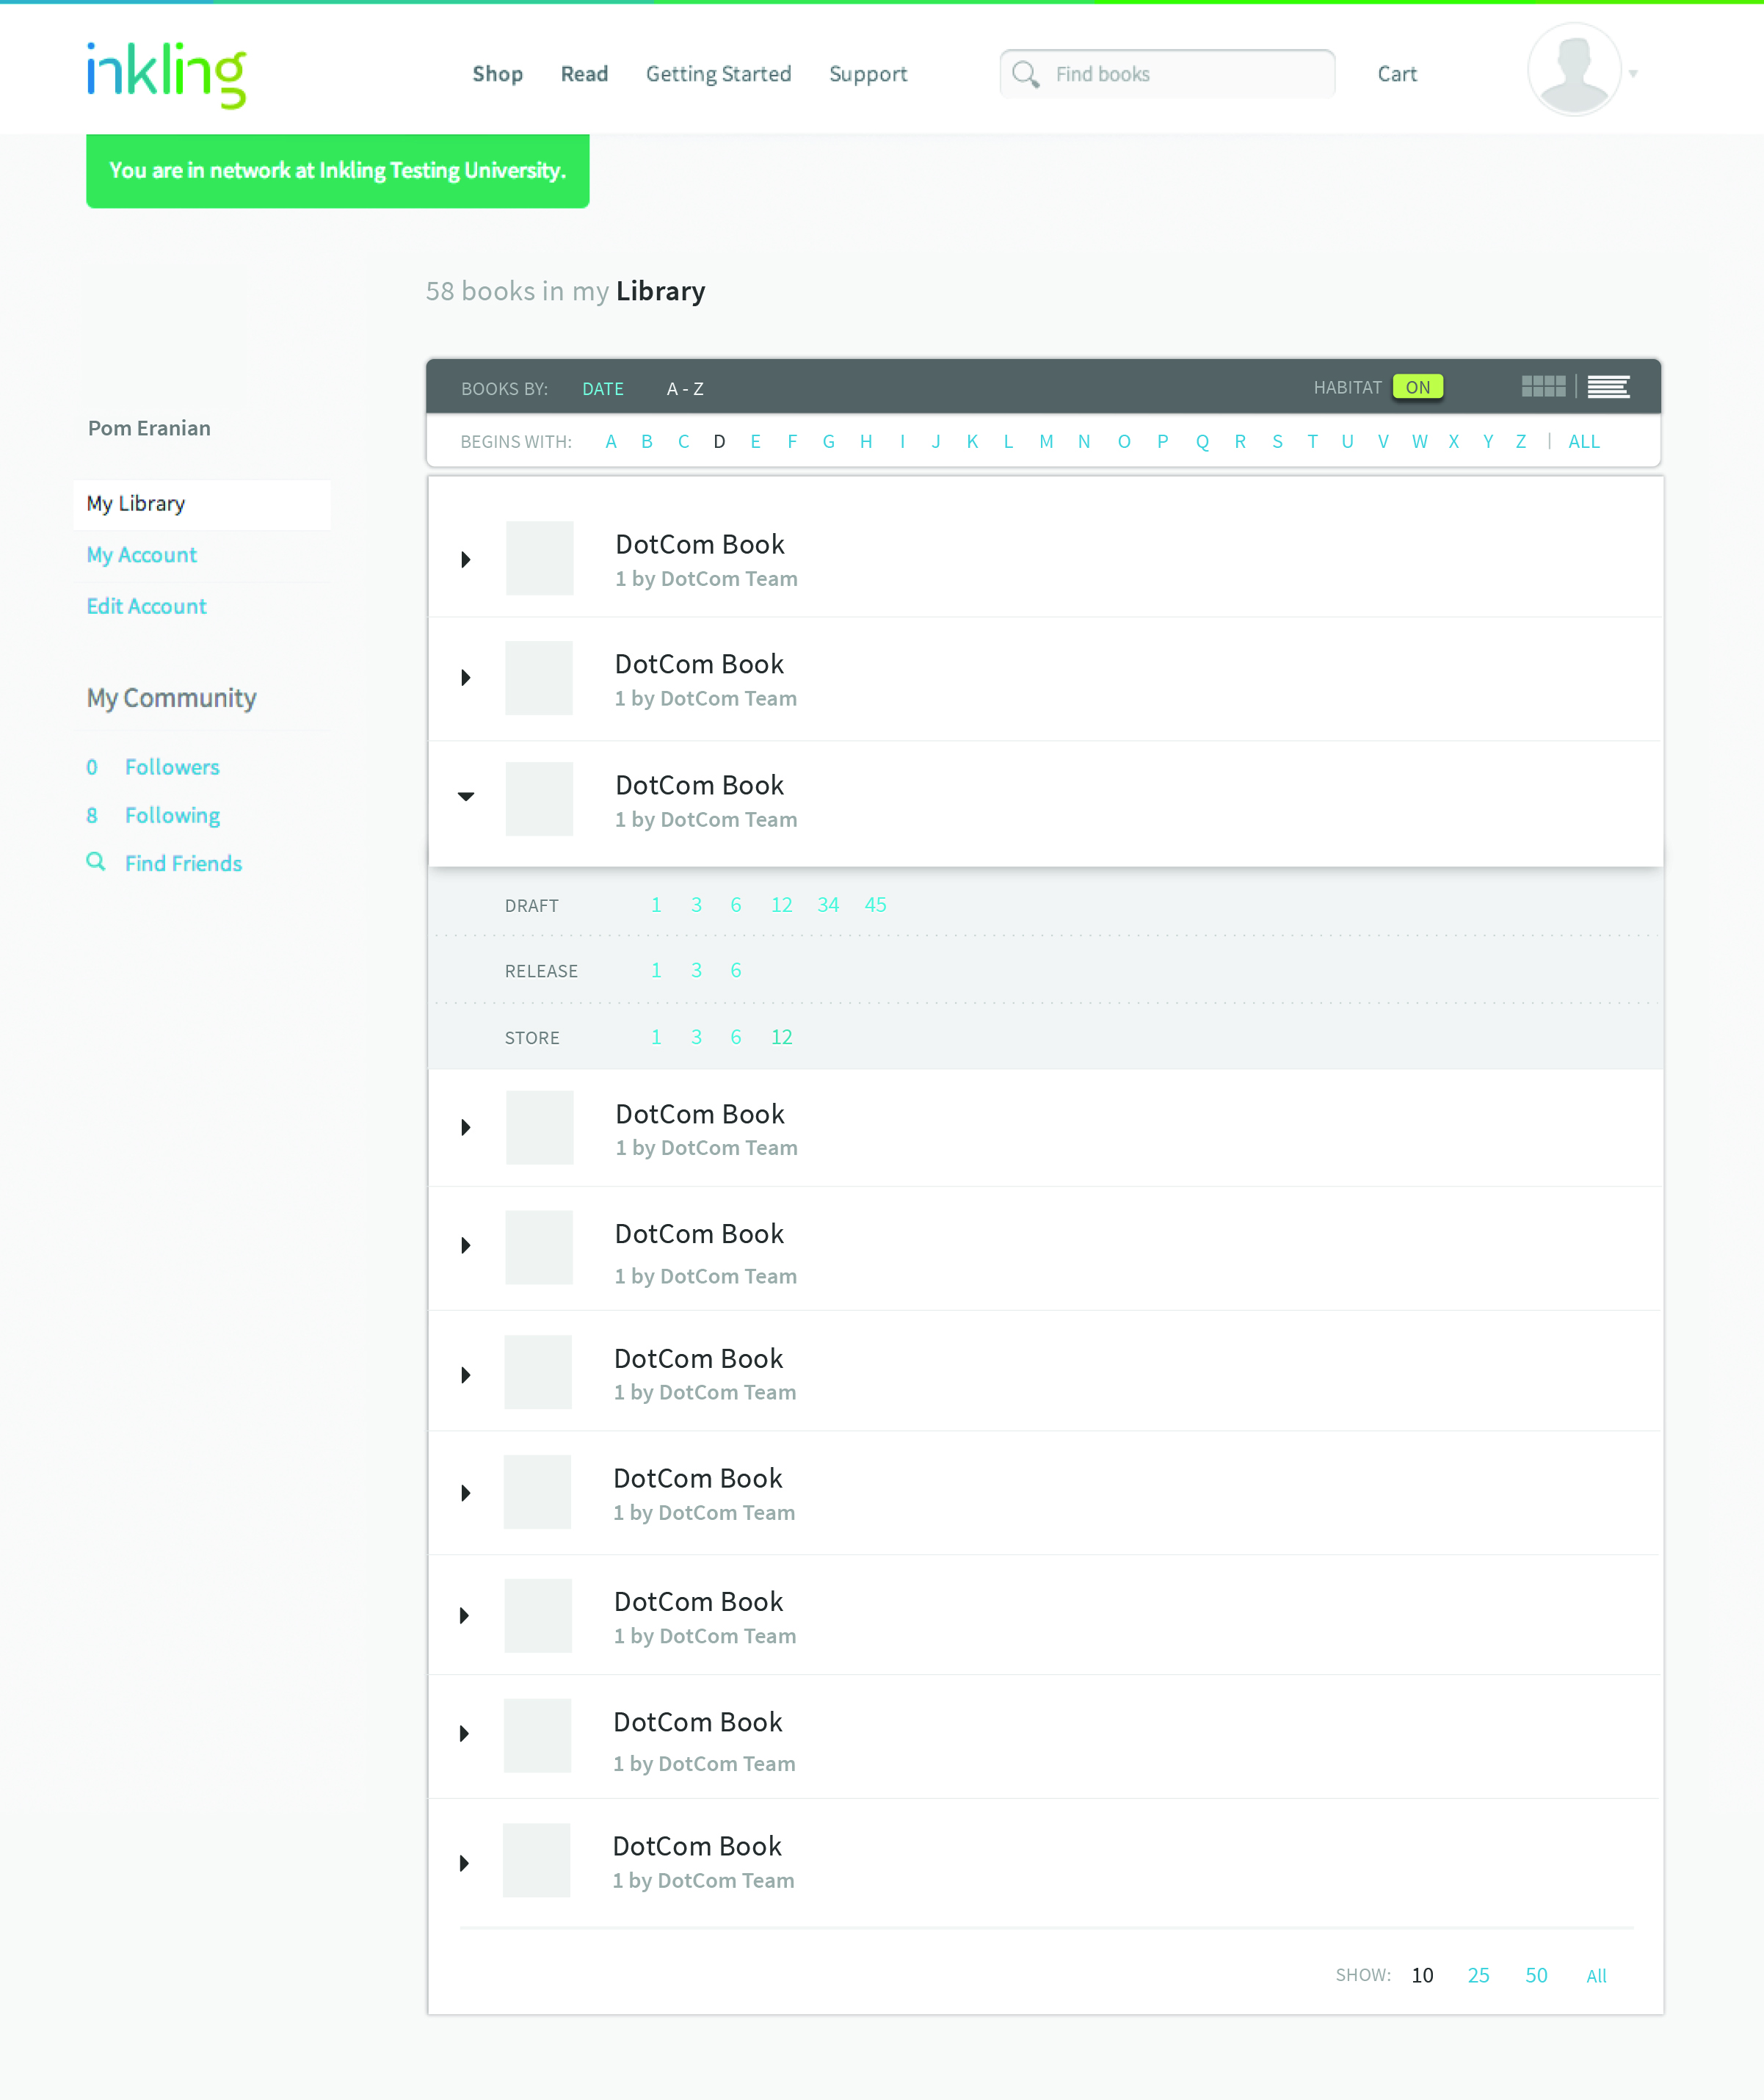 inkling
Shop Read Getting Started Support Find books Cart
You are in network at Inkling Testing University.
58 books in my Library
BOOKS BY: DATE A - Z HABITAT ON
BEGINS WITH: A B C D E F G H I J K L M N O P Q R S T U V W X Y Z | ALL
Pom Eranian
My Library
My Account
Edit Account
My Community
0 Followers
8 Following
Find Friends
DotCom Book
1 by DotCom Team
DotCom Book
1 by DotCom Team
DotCom Book
1 by DotCom Team
DRAFT 1 3 6 12 34 45
RELEASE 1 3 6
STORE 1 3 6 12
DotCom Book
1 by DotCom Team
DotCom Book
1 by DotCom Team
DotCom Book
1 by DotCom Team
DotCom Book
1 by DotCom Team
DotCom Book
1 by DotCom Team
DotCom Book
1 by DotCom Team
DotCom Book
1 by DotCom Team
SHOW: 10 25 50 All